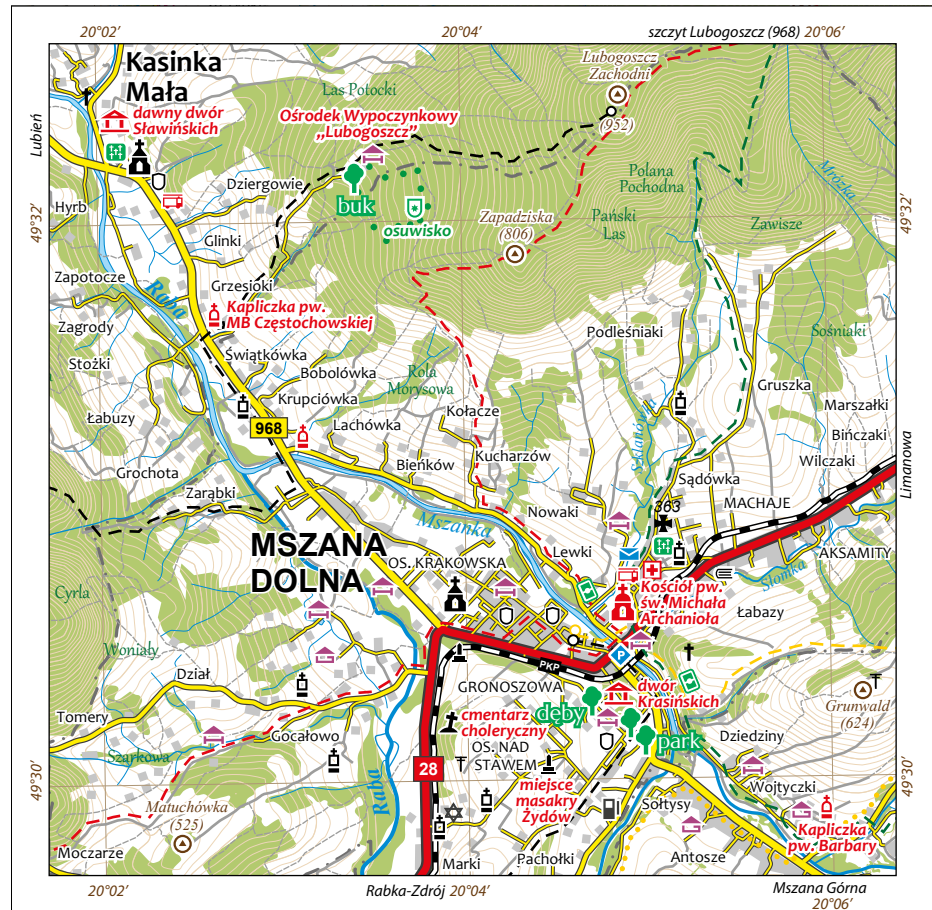 20°02′
20°04′
szczyt Lubogoszcz (968) 20°06′
Kasinka
Mała
dawny dwór
Sławińskich
Las Potocki
Ośrodek Wypoczynkowy
„Lubogoszcz”
Lubogoszcz
Zachodni
(952)
Lubień
49°32′
Hyrb
Dziergowie
buk
osuwisko
Zapadziska
(806)
Polana
Pochodna
Pański
Las
Zawisze
Mrózka
49°32′
Glinki
Zapotocze
Raba
Grzesioki
Zagrody
Kapliczka pw.
MB Częstochowskiej
Stożki
Świątkówka
Bobolówka
Rola
Morysowa
Podleśniaki
Sośniaki
Gruszka
Krupciówka
Łabuzy
968
Lachówka
Kołacze
Kucharzów
Szklanówka
Marszałki
Bińczaki
Wilczaki
Grochota
Bieńków
Sądówka
Limanowa
Zarąbki
Mszanka
Nowaki
MACHAJE
363
MSZANA
DOLNA
OS. KRAKOWSKA
Lewki
AKSAMITY
Słomka
Cyrla
Kościół pw.
św. Michała
Archanioła
Łabazy
Woniały
P
PKP
Dział
GRONOSZOWA
dwór
Krasińskich
Grunwald
(624)
Tomery
dęby
cmentarz
choleryczny
park
Gocałowo
Szarkowa
OS. NAD
STAWEM
Dziedziny
28
miejsce
masakry
Żydów
Wojtyczki
49°30′
Raba
Sołtysy
49°30′
Matuchówka
(525)
Kapliczka
pw. Barbary
Moczarze
Marki
Pachołki
Antosze
20°02′
Rabka-Zdrój 20°04′
Mszana Górna
20°06′